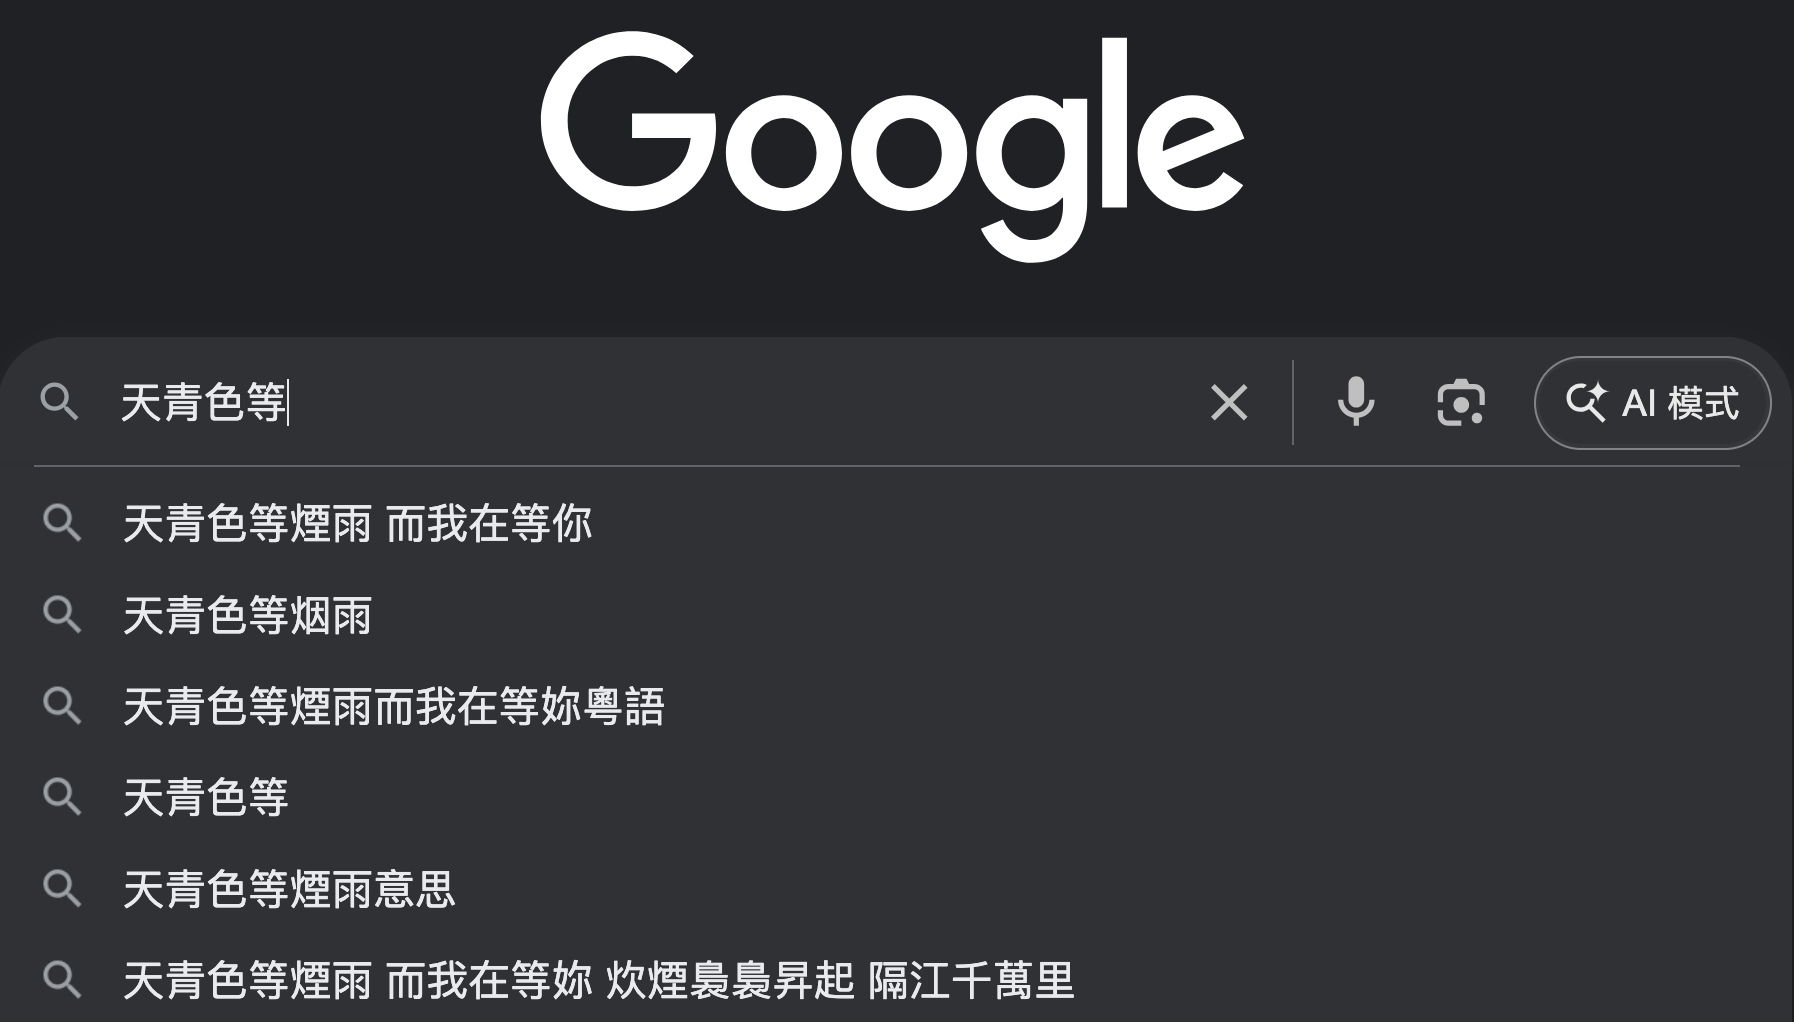 Google
天青色等
AI 模式
天青色等煙雨 而我在等你
天青色等烟雨
天青色等煙雨而我在等妳粵語
天青色等
天青色等煙雨意思
天青色等煙雨 而我在等妳 炊煙裊裊昇起 隔江千萬里